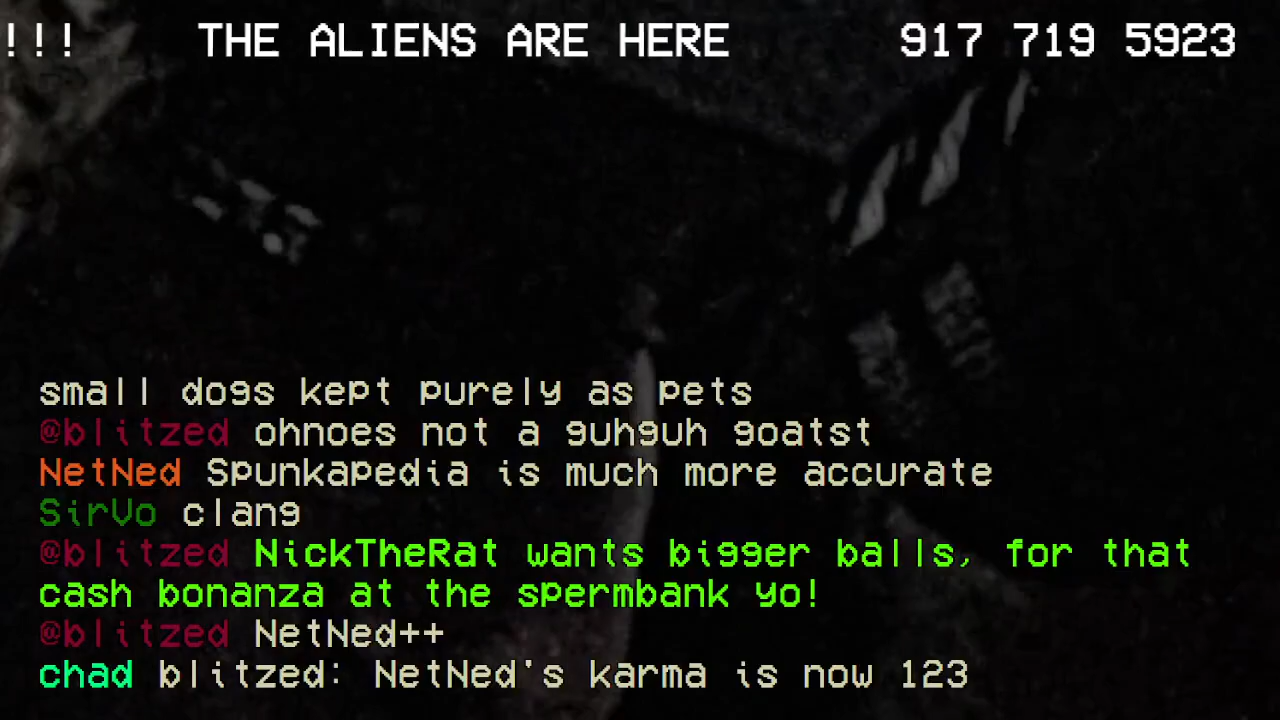 !!! THE ALIENS ARE HERE 917 719 5923
small dogs kept purely as pets
@blitzed ohnoes not a guhguh goatst
NetNed Spunkapedia is much more accurate
SirVo clang
@blitzed NickTheRat wants bigger balls, for that
cash bonanza at the spermbank yo!
@blitzed NetNed++
chad blitzed: NetNed's karma is now 123